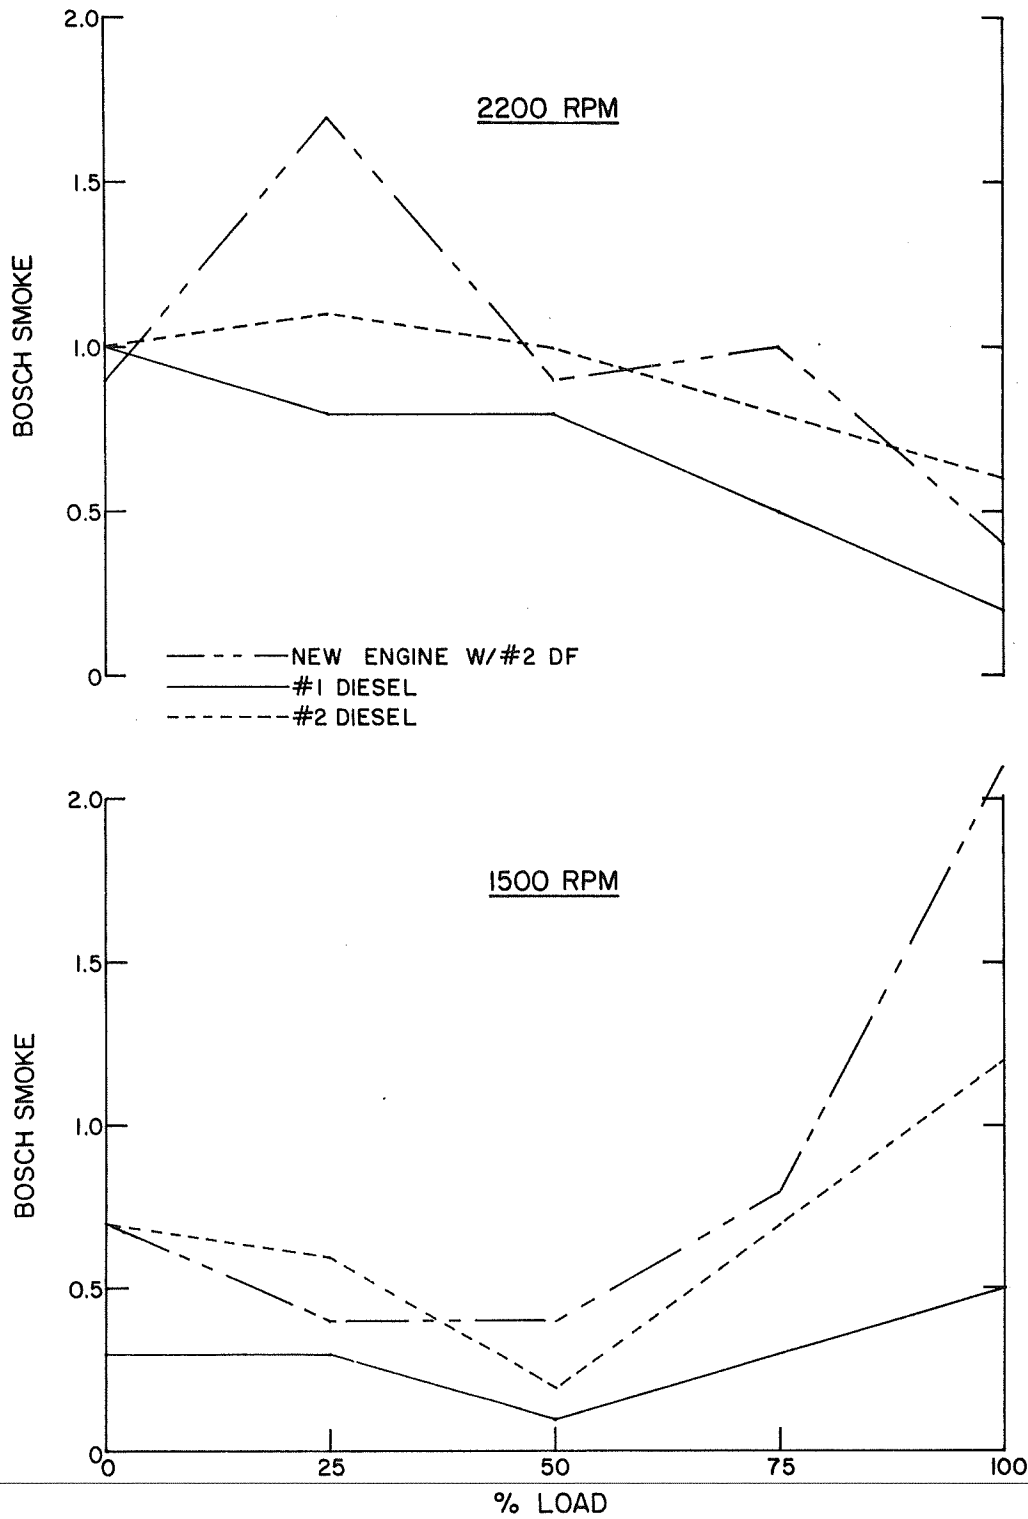 2.0
2200 RPM
1.5
BOSCH SMOKE
1.0
0.5
0
NEW ENGINE W/#2 DF
#1 DIESEL
#2 DIESEL
2.0
1500 RPM
1.5
BOSCH SMOKE
1.0
0.5
0
0 25 50 75 100
% LOAD